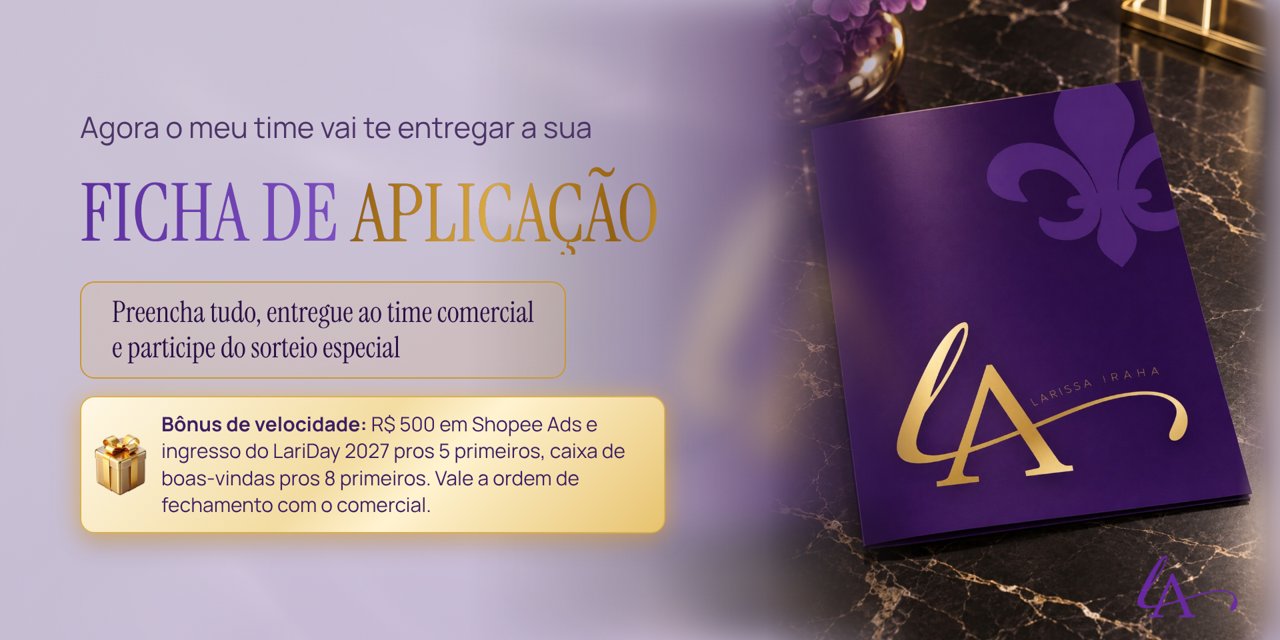 Agora o meu time vai te entregar a sua
FICHA DE APLICAÇÃO
Preencha tudo, entregue ao time comercial
e participe do sorteio especial
Bônus de velocidade: R$ 500 em Shopee Ads e
ingresso do LariDay 2027 pros 5 primeiros, caixa de
boas-vindas pros 8 primeiros. Vale a ordem de
fechamento com o comercial.
LA
LARISSA IRAHA
LA